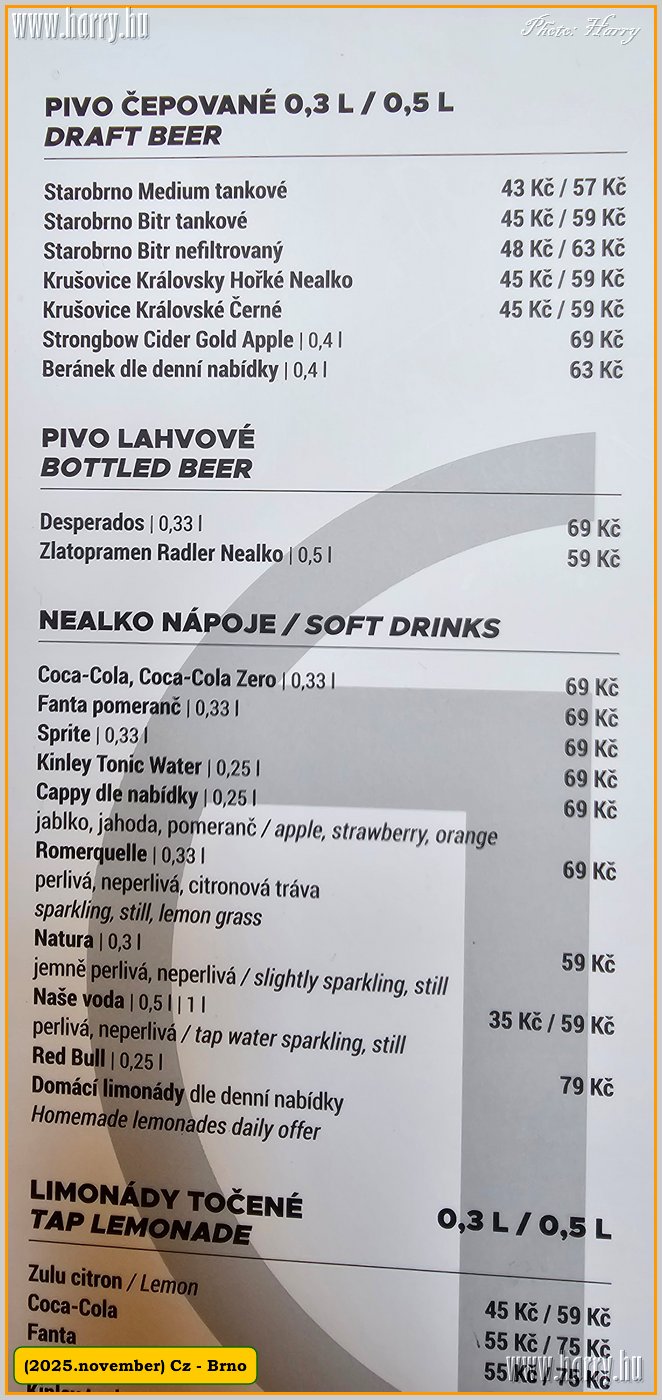 www.harry.hu
Photo: Harry
PIVO ČEPOVANÉ 0,3 L / 0,5 L
DRAFT BEER
Starobrno Medium tankové 43 Kč / 57 Kč
Starobrno Bitr tankové 45 Kč / 59 Kč
Starobrno Bitr nefiltrovaný 48 Kč / 63 Kč
Krušovice Královsky Hořké Nealko 45 Kč / 59 Kč
Krušovice Královské Černé 45 Kč / 59 Kč
Strongbow Cider Gold Apple | 0,4 l 69 Kč
Beránek dle denní nabídky | 0,4 l 63 Kč
PIVO LAHVOVÉ
BOTTLED BEER
Desperados | 0,33 l 69 Kč
Zlatopramen Radler Nealko | 0,5 l 59 Kč
NEALKO NÁPOJE / SOFT DRINKS
Coca-Cola, Coca-Cola Zero | 0,33 l 69 Kč
Fanta pomeranč | 0,33 l 69 Kč
Sprite | 0,33 l 69 Kč
Kinley Tonic Water | 0,25 l 69 Kč
Cappy dle nabídky | 0,25 l 69 Kč
jablko, jahoda, pomeranč / apple, strawberry, orange
Romerquelle | 0,33 l 69 Kč
perlivá, neperlivá, citronová tráva
sparkling, still, lemon grass
Natura | 0,3 l 59 Kč
jemně perlivá, neperlivá / slightly sparkling, still
Naše voda | 0,5 l | 1 l 35 Kč / 59 Kč
perlivá, neperlivá / tap water sparkling, still
Red Bull | 0,25 l 79 Kč
Domácí limonády dle denní nabídky
Homemade lemonades daily offer
LIMONÁDY TOČENÉ 0,3 L / 0,5 L
TAP LEMONADE
Zulu citron / Lemon 45 Kč / 59 Kč
Coca-Cola 55 Kč / 75 Kč
Fanta 55 Kč / 75 Kč
(2025.november) Cz - Brno
www.harry.hu